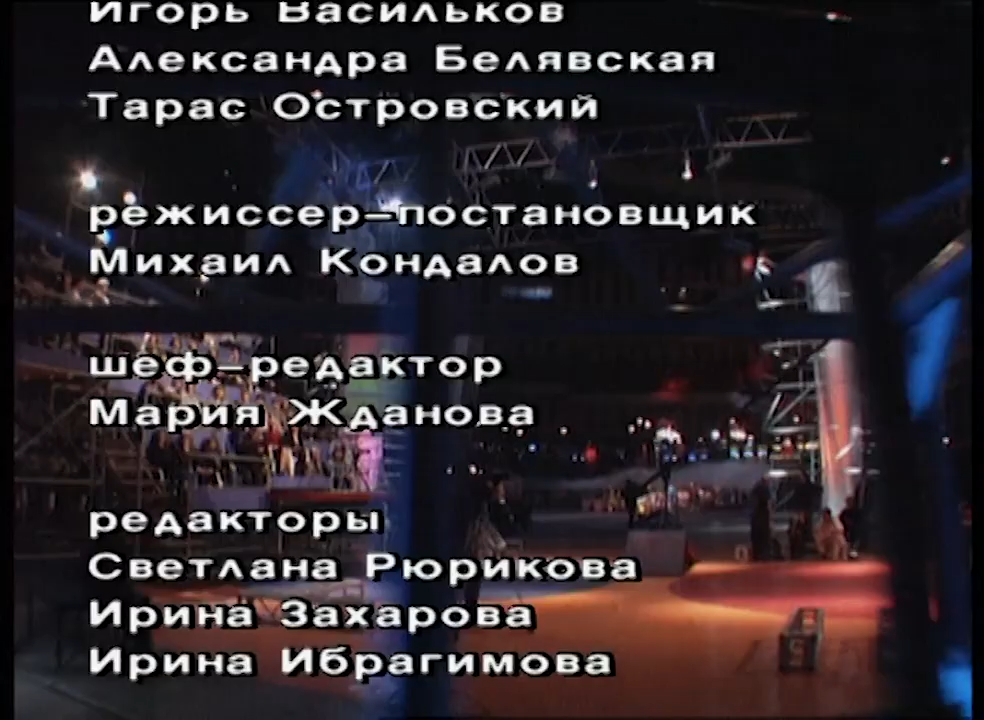 Игорь Васильков
Александра Белявская
Тарас Островский
режиссер-постановщик
Михаил Кондалов
шеф-редактор
Мария Жданова
редакторы
Светлана Рюрикова
Ирина Захарова
Ирина Ибрагимова